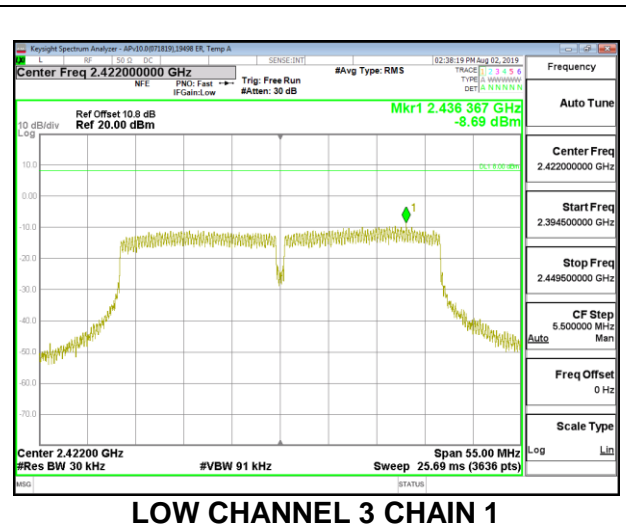 Keysight Spectrum Analyzer - APv10.0(071819),19498 ER, Temp A
L RF 50 Ω DC SENSE:INT 02:38:19 PM Aug 02, 2019
Center Freq 2.422000000 GHz #Avg Type: RMS TRACE 1 2 3 4 5 6
NFE PNO: Fast Trig: Free Run TYPE A WWWWW
IFGain:Low #Atten: 30 dB DET A N N N N N
Frequency
Auto Tune
Mkr1 2.436 367 GHz
-8.69 dBm
Ref Offset 10.8 dB
10 dB/div Ref 20.00 dBm
Log
10.0
DL1 8.00 dBm
0.00
1
-10.0
-20.0
-30.0
-40.0
-50.0
-60.0
-70.0
Center 2.42200 GHz Span 55.00 MHz
#Res BW 30 kHz #VBW 91 kHz Sweep 25.69 ms (3636 pts)
Center Freq
2.422000000 GHz
Start Freq
2.394500000 GHz
Stop Freq
2.449500000 GHz
CF Step
5.500000 MHz
Auto Man
Freq Offset
0 Hz
Scale Type
Log Lin
MSG STATUS
LOW CHANNEL 3 CHAIN 1